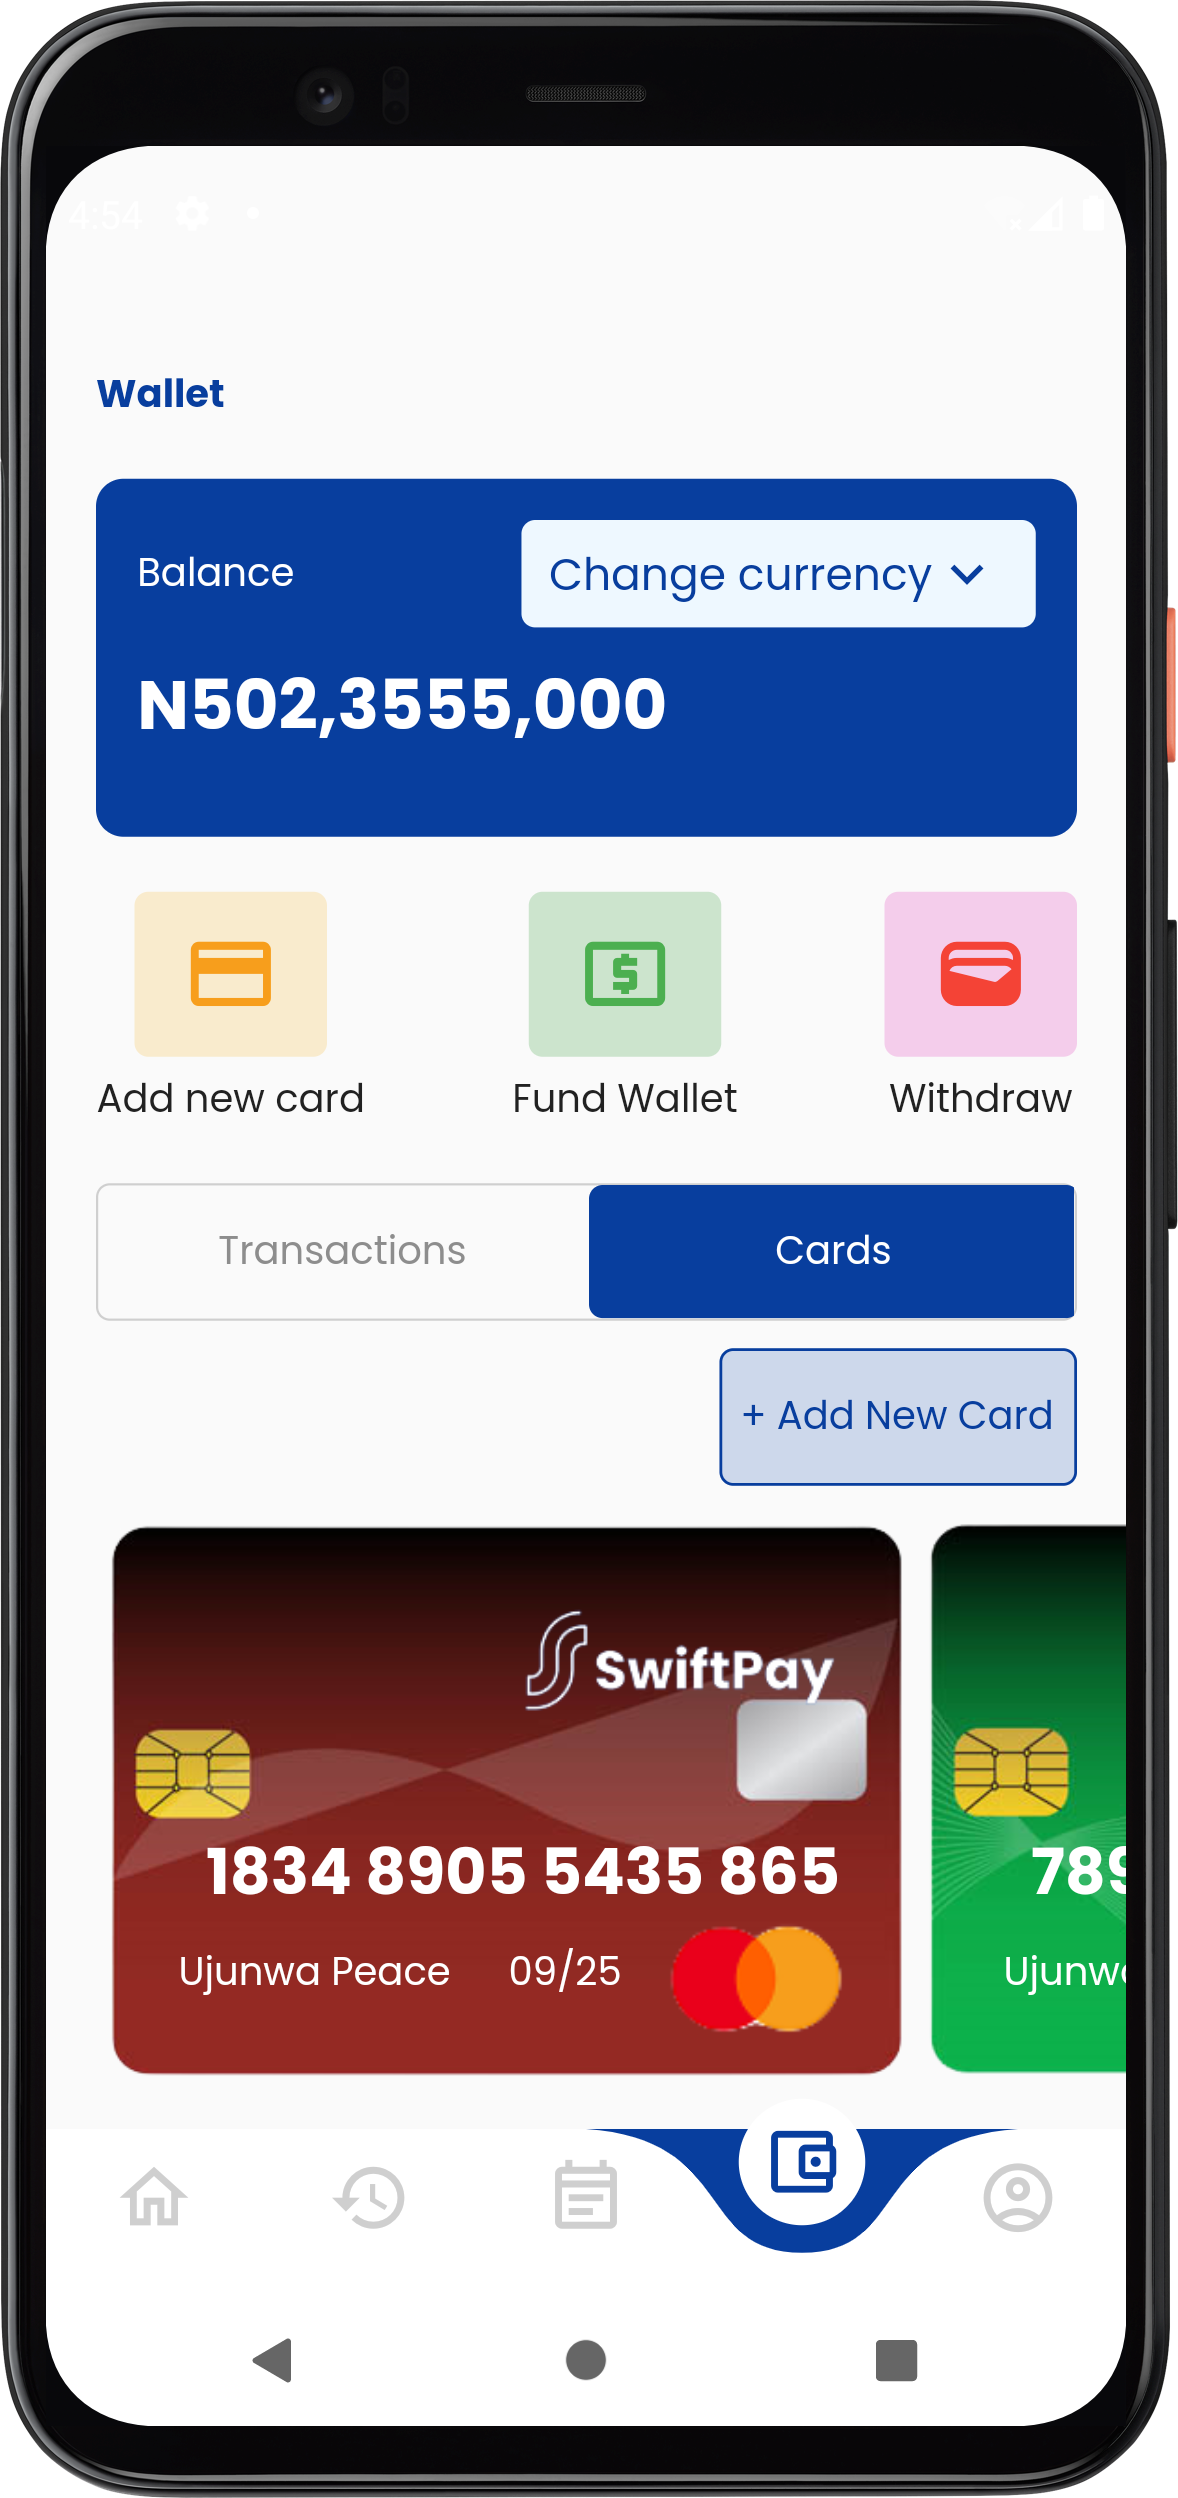 4:54
Wallet
Balance
Change currency
N502,3555,000
Add new card
Fund Wallet
Withdraw
Transactions
Cards
+ Add New Card
SwiftPay
1834 8905 5435 865
Ujunwa Peace 09/25
789
Ujunwa